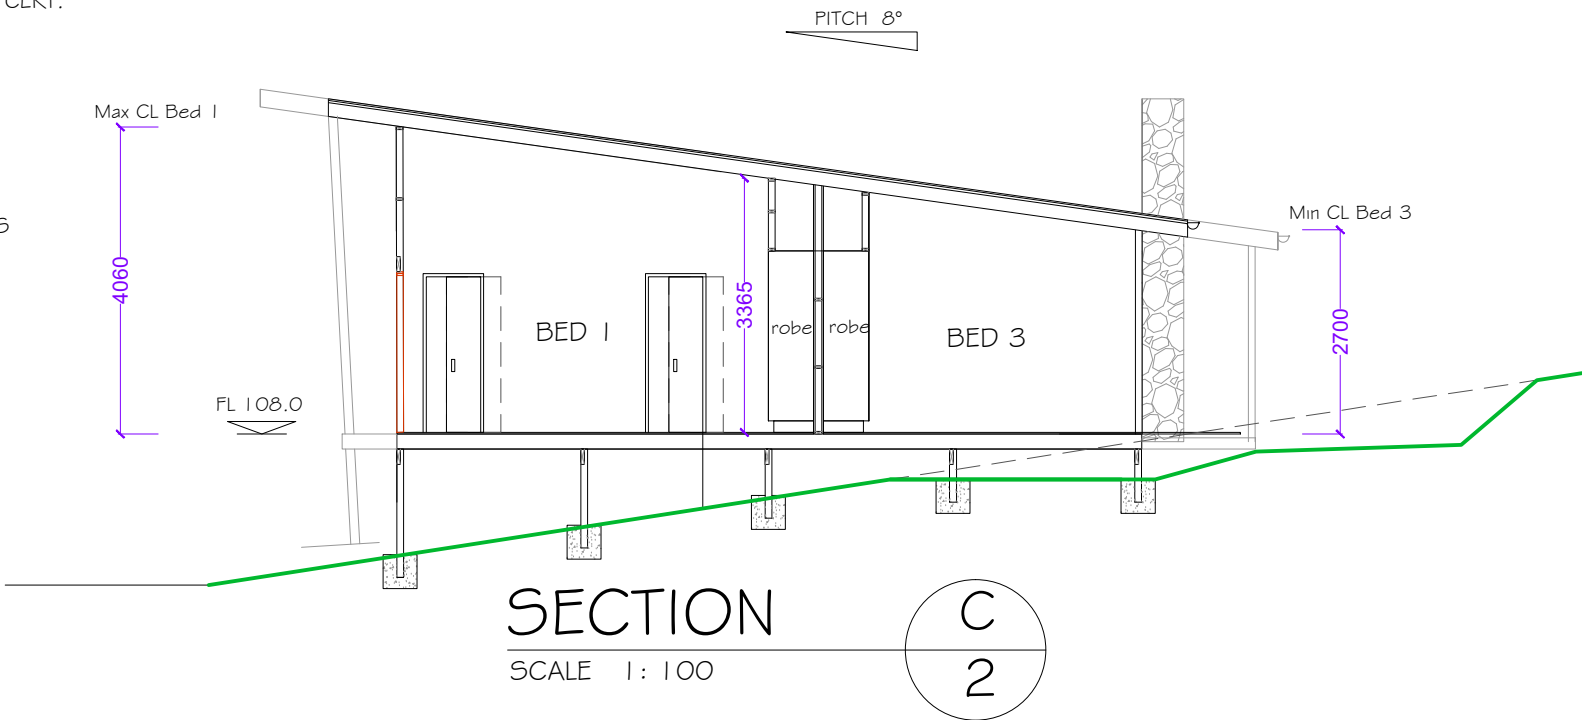 CERT.
PITCH 8°
Max CL Bed 1
S
Min CL Bed 3
4060
3365
2700
robe robe
BED 1
BED 3
FL 108.0
SECTION
SCALE 1: 100
C
2